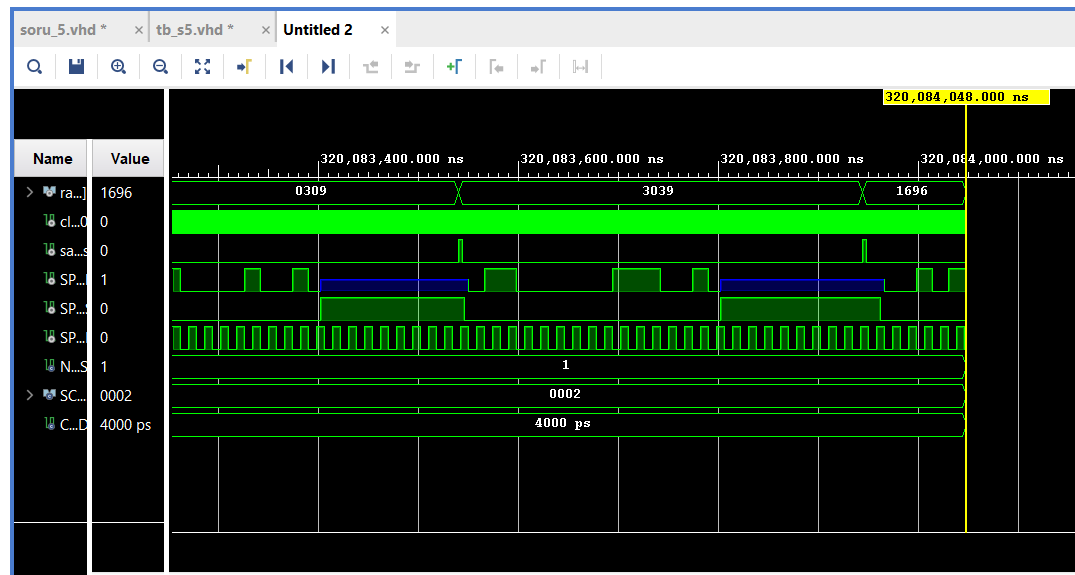 soru_5.vhd * × tb_s5.vhd * × Untitled 2 ×
320,084,048.000 ns
Name Value
320,083,400.000 ns 320,083,600.000 ns 320,083,800.000 ns 320,084,000.000 ns
ra...] 1696 0309 3039 1696
cl...0 0
sa...s 0
SP... 1
SP... 0
SP... 0
N...S 1 1
SC... 0002 0002
C...D 4000 ps 4000 ps